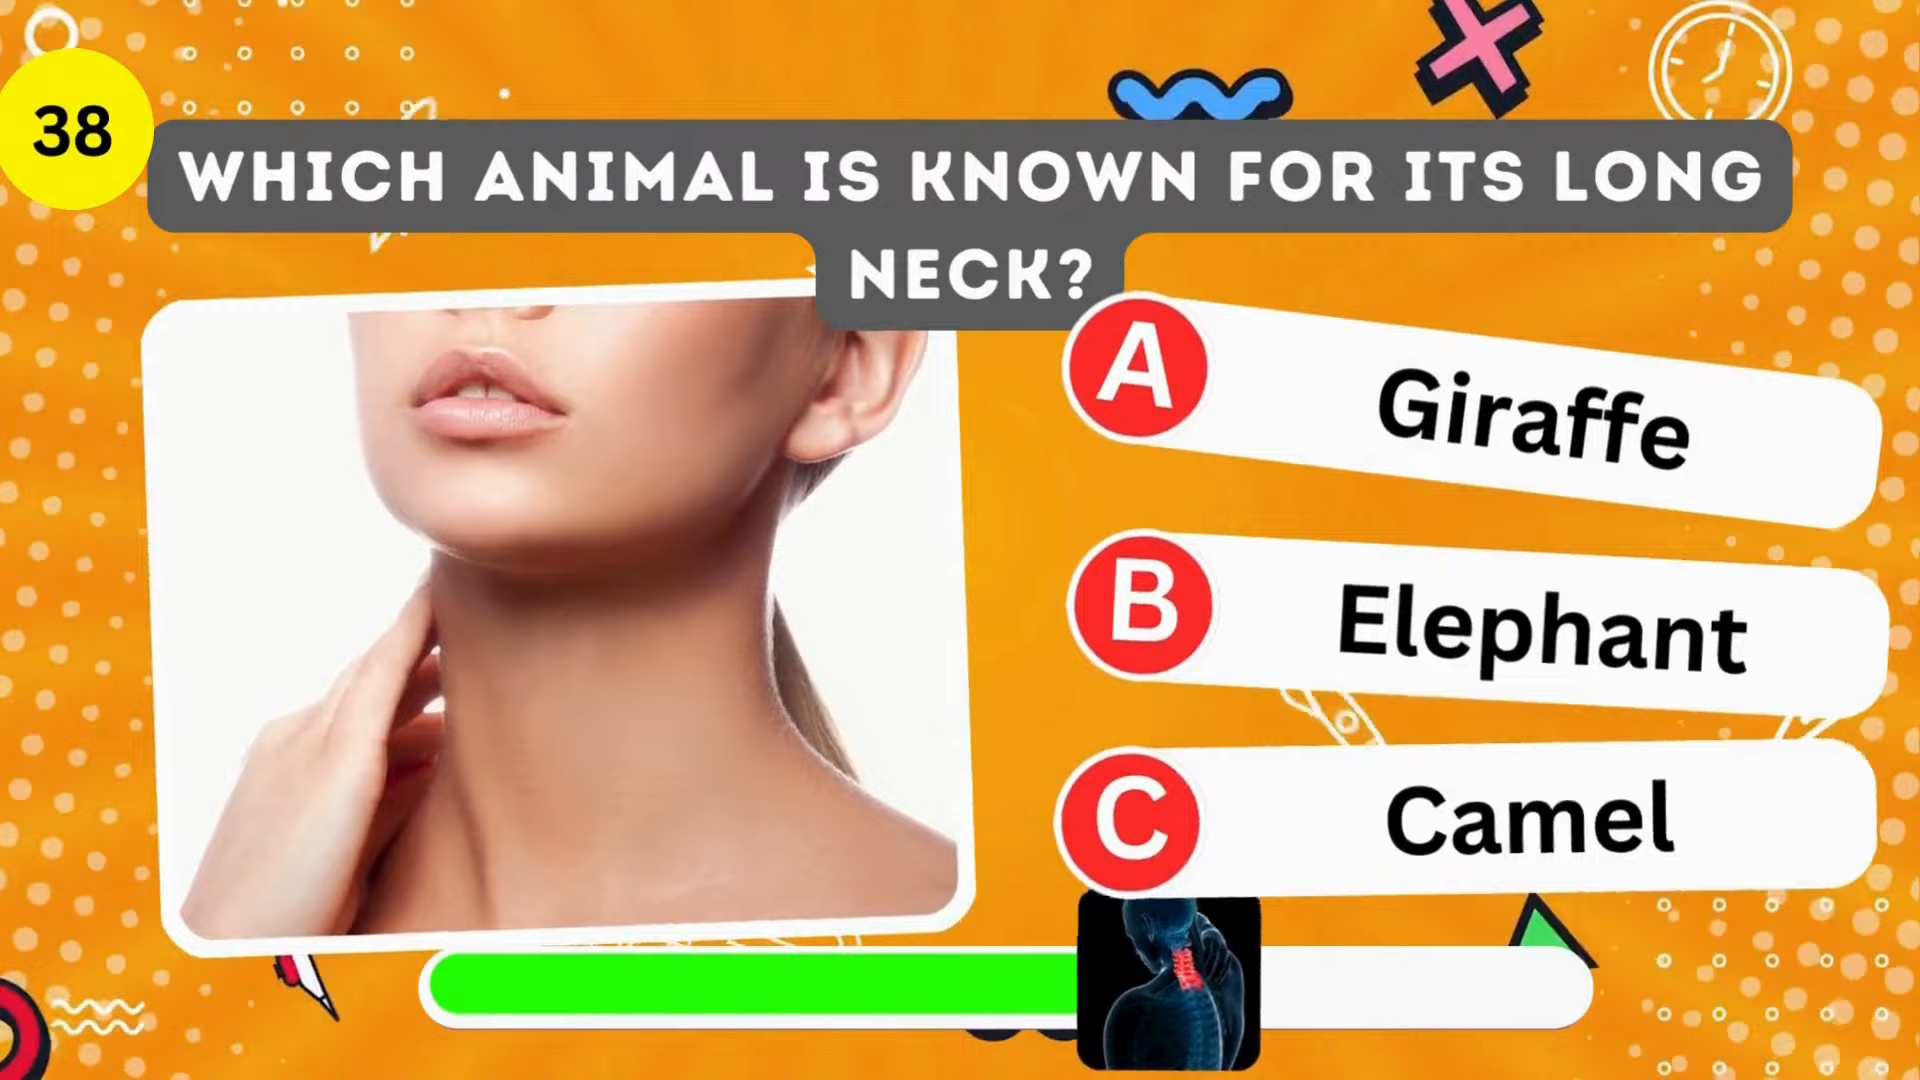 38
WHICH ANIMAL IS KNOWN FOR ITS LONG
NECK?
A Giraffe
B Elephant
C Camel